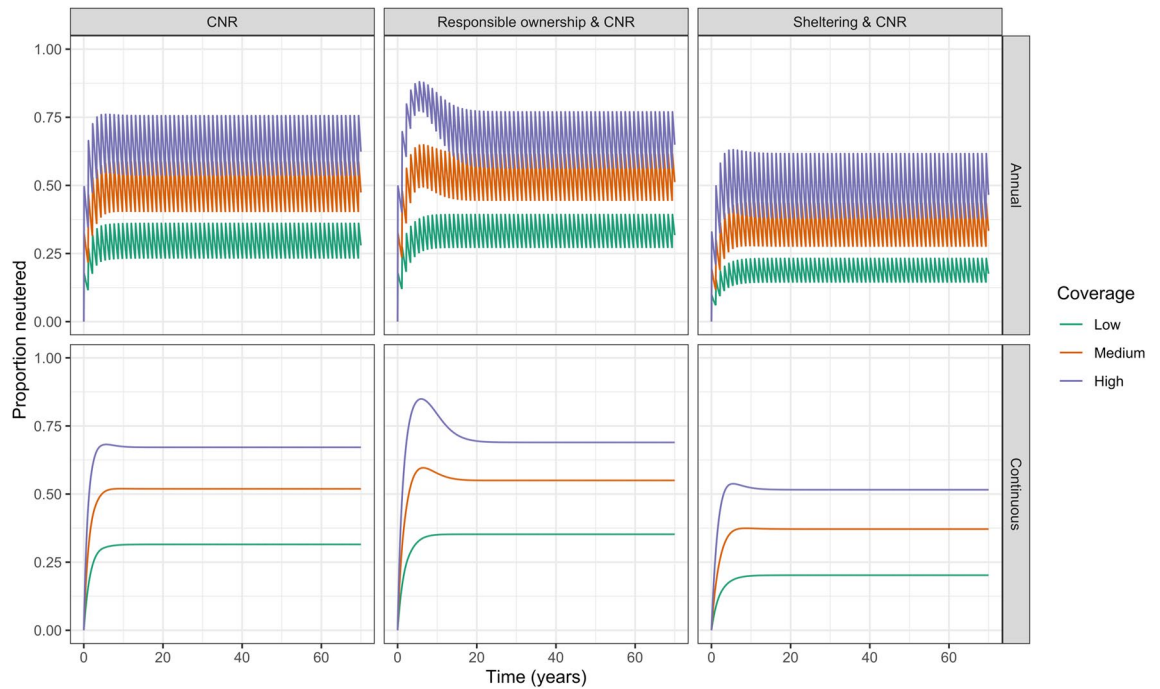 CNR
Responsible ownership & CNR
Sheltering & CNR
1.00
0.75
0.50
0.25
0.00
Annual
Proportion neutered
1.00
0.75
0.50
0.25
0.00
Continuous
0 20 40 60
0 20 40 60
0 20 40 60
Time (years)
Coverage
Low
Medium
High